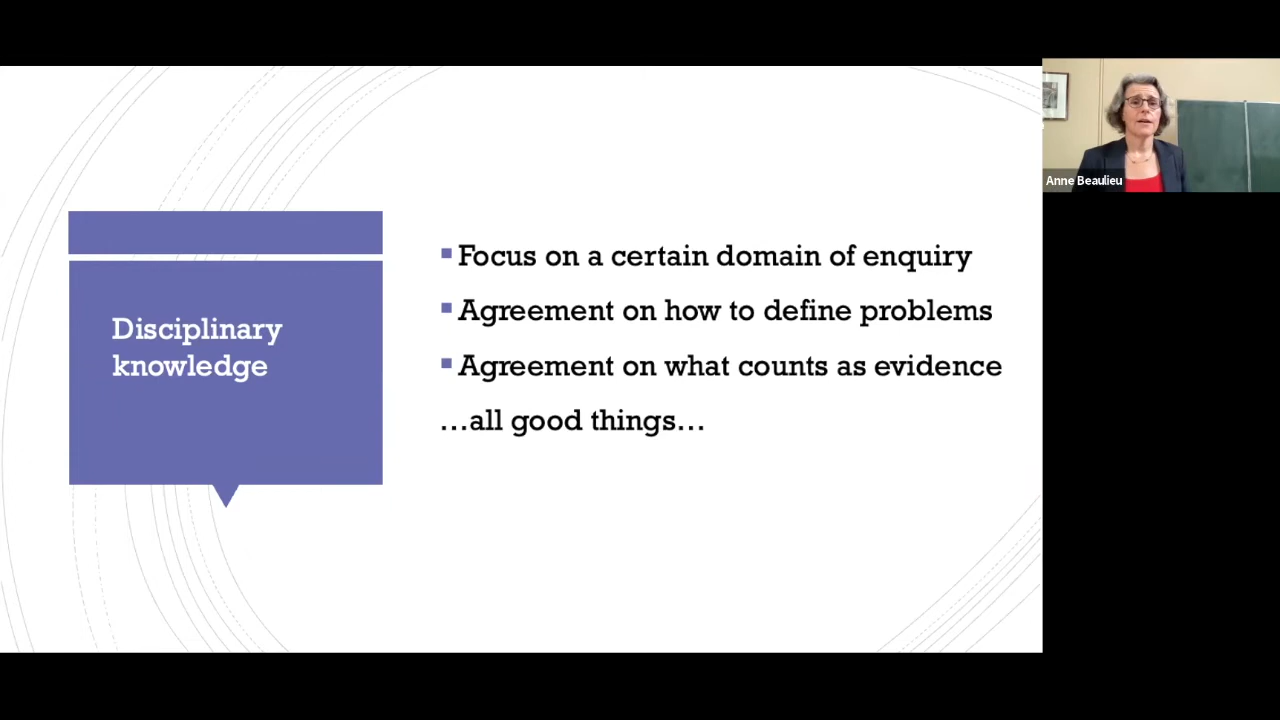 Disciplinary
knowledge
Focus on a certain domain of enquiry
Agreement on how to define problems
Agreement on what counts as evidence
…all good things…
Anne Beaulieu